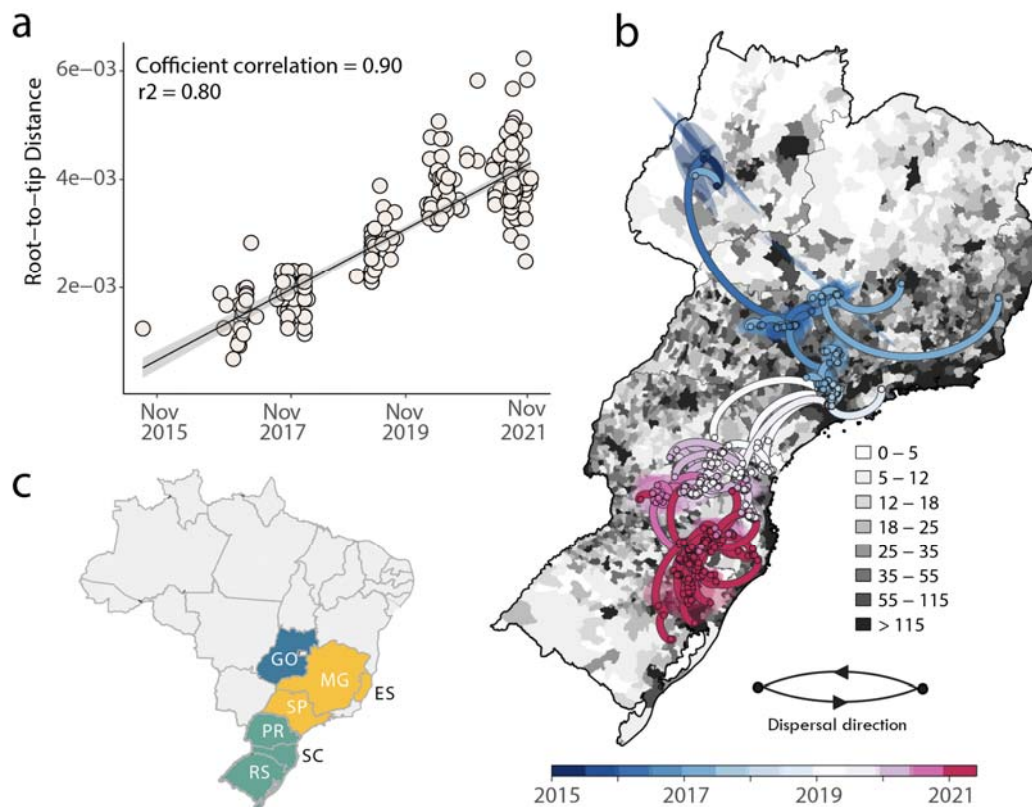 a
Cofficient correlation = 0.90
r2 = 0.80
Root−to−tip Distance
6e−03
4e−03
2e−03
Nov 2015
Nov 2017
Nov 2019
Nov 2021
b
0 – 5
5 – 12
12 – 18
18 – 25
25 – 35
35 – 55
55 – 115
> 115
Dispersal direction
2015
2017
2019
2021
c
GO
MG
ES
SP
PR
SC
RS